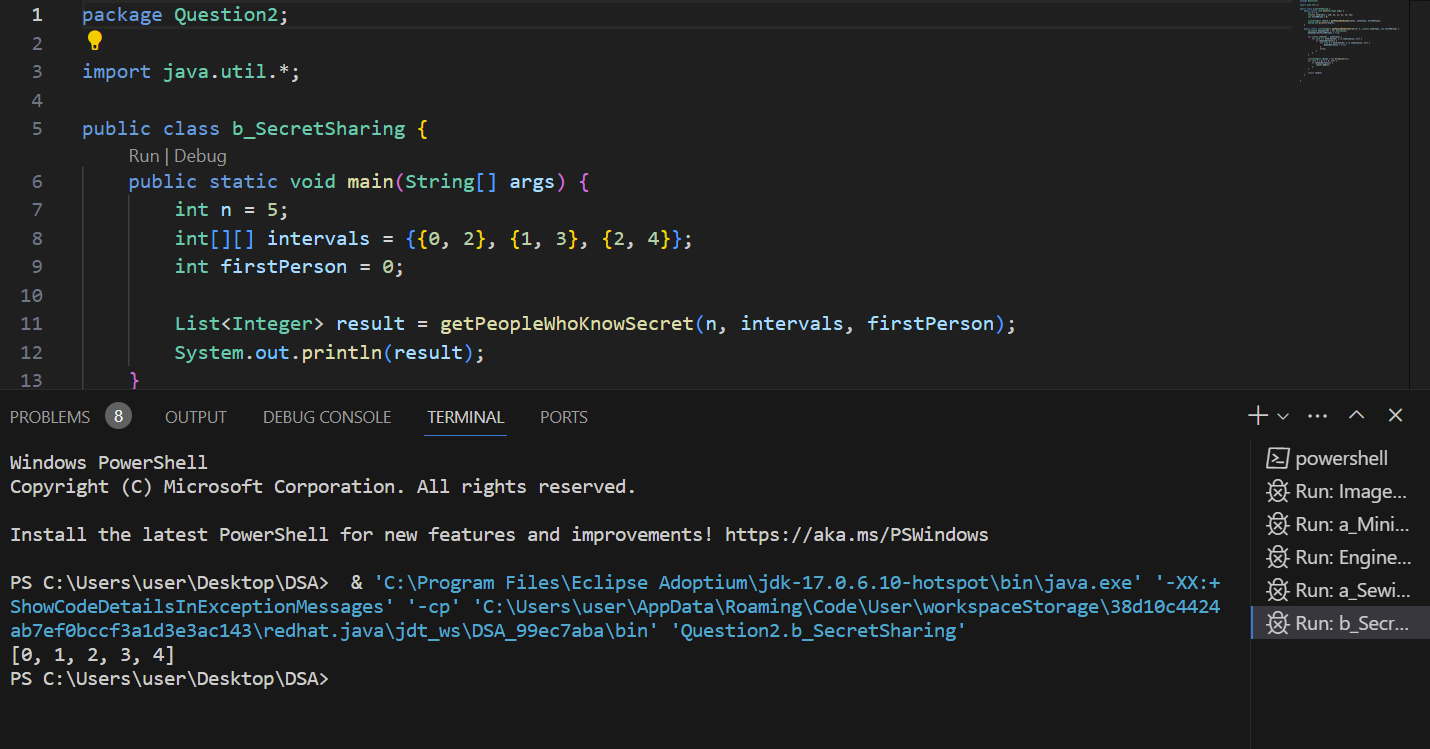 1 package Question2;
2
3 import java.util.*;
4
5 public class b_SecretSharing {
Run | Debug
6 public static void main(String[] args) {
7 int n = 5;
8 int[][] intervals = {{0, 2}, {1, 3}, {2, 4}};
9 int firstPerson = 0;
10
11 List<Integer> result = getPeopleWhoKnowSecret(n, intervals, firstPerson);
12 System.out.println(result);
13 }
PROBLEMS 8 OUTPUT DEBUG CONSOLE TERMINAL PORTS
Windows PowerShell
Copyright (C) Microsoft Corporation. All rights reserved.
Install the latest PowerShell for new features and improvements! https://aka.ms/PSWindows
PS C:\Users\user\Desktop\DSA>  & 'C:\Program Files\Eclipse Adoptium\jdk-17.0.6.10-hotspot\bin\java.exe' '-XX:+
ShowCodeDetailsInExceptionMessages' '-cp' 'C:\Users\user\AppData\Roaming\Code\User\workspaceStorage\38d10c4424
ab7ef0bccf3a1d3e3ac143\redhat.java\jdt_ws\DSA_99ec7aba\bin' 'Question2.b_SecretSharing'
[0, 1, 2, 3, 4]
PS C:\Users\user\Desktop\DSA>
powershell
Run: Image...
Run: a_Mini...
Run: Engine...
Run: a_Sewi...
Run: b_Secr...